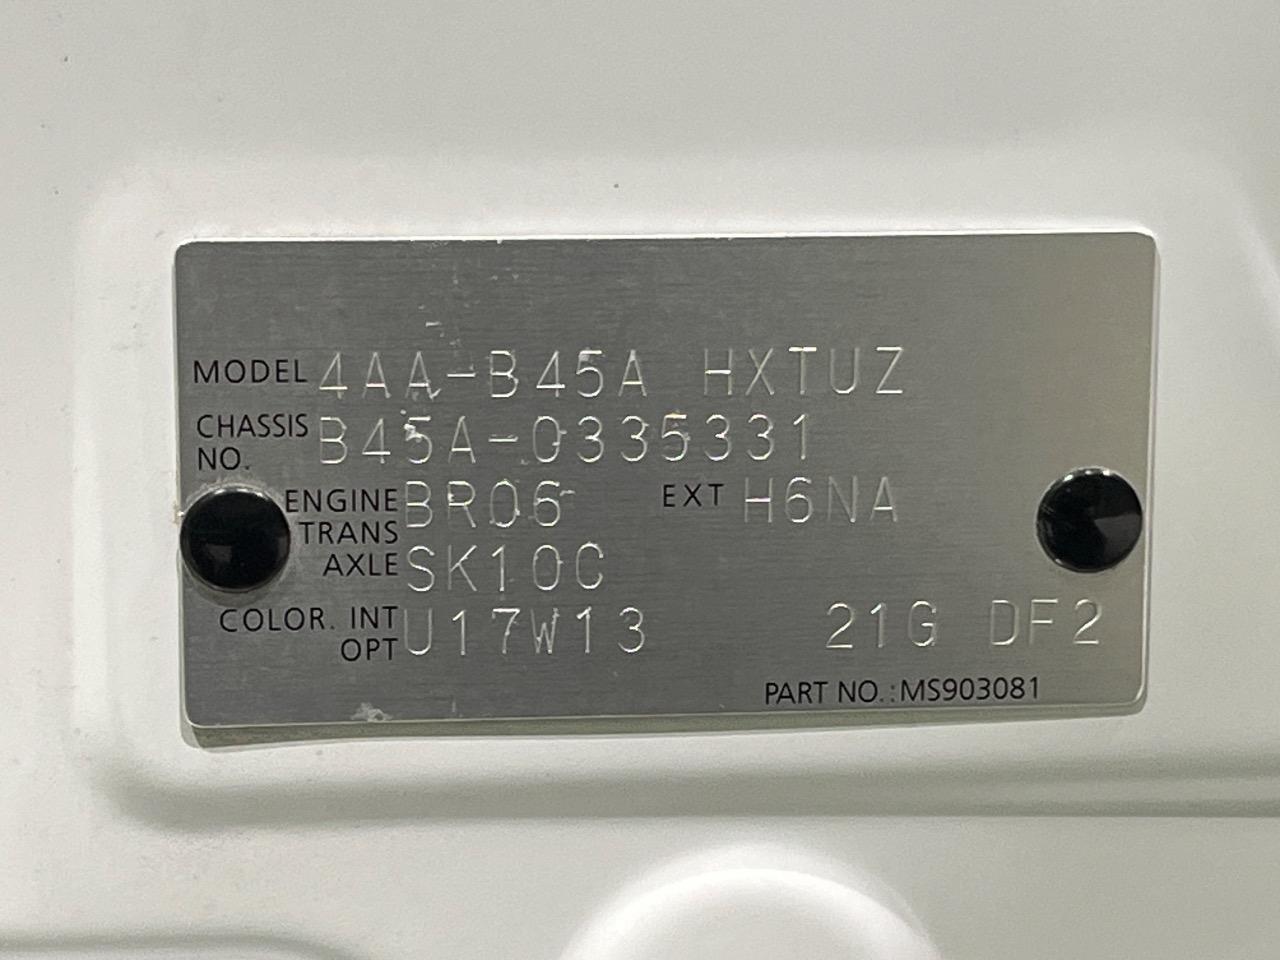 MODEL 4AA-B45A HXTUZ
CHASSIS NO. B45A-0335331
ENGINE BR06 EXT H6NA
TRANS AXLE SK10C
COLOR. INT OPT U17W13 21G DF2
PART NO.:MS903081